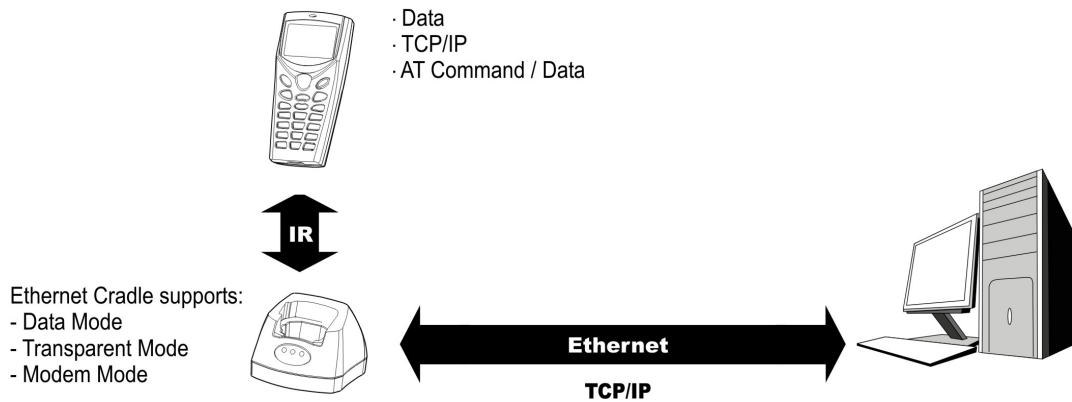 · Data
· TCP/IP
· AT Command / Data
IR
Ethernet Cradle supports:
- Data Mode
- Transparent Mode
- Modem Mode
Ethernet
TCP/IP